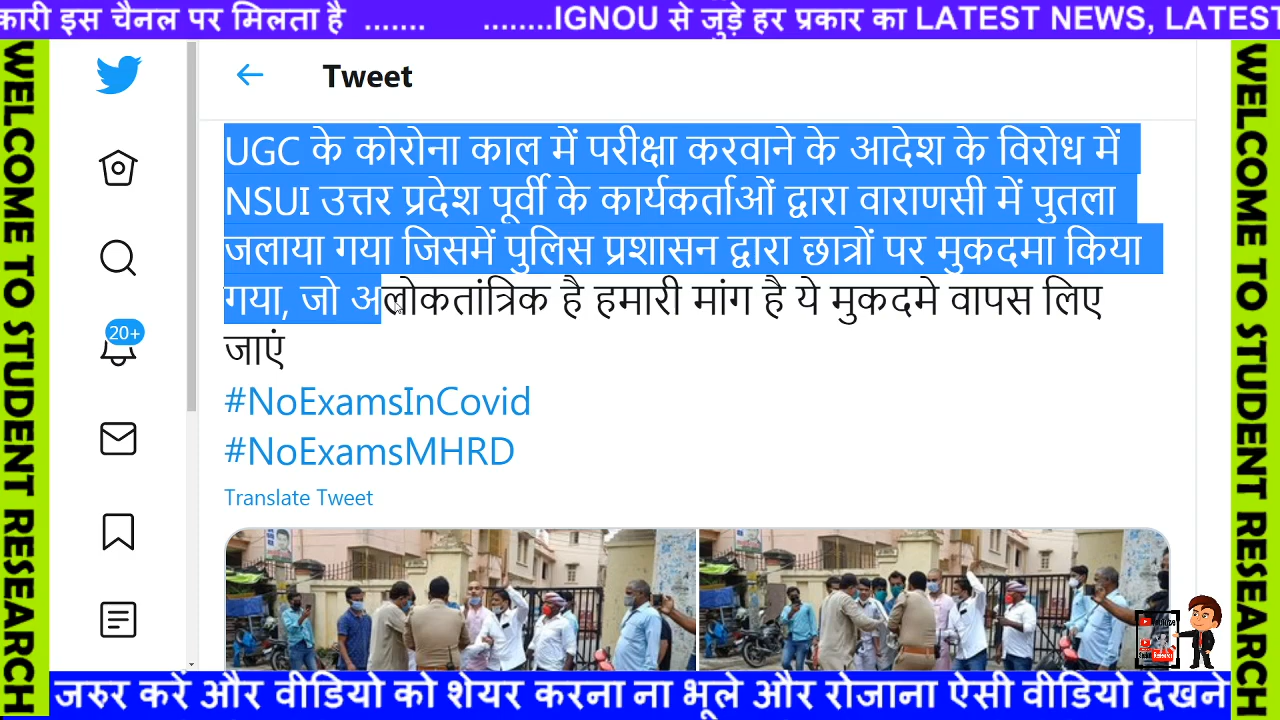 कारी इस चैनल पर मिलता है ....... ........IGNOU से जुड़े हर प्रकार का LATEST NEWS, LATEST
WELCOME TO STUDENT RESEARCH
Tweet
UGC के कोरोना काल में परीक्षा करवाने के आदेश के विरोध में
NSUI उत्तर प्रदेश पूर्वी के कार्यकर्ताओं द्वारा वाराणसी में पुतला
जलाया गया जिसमें पुलिस प्रशासन द्वारा छात्रों पर मुकदमा किया
गया, जो अलोकतांत्रिक है हमारी मांग है ये मुकदमे वापस लिए
जाएं
#NoExamsInCovid
#NoExamsMHRD
Translate Tweet
20+
WELCOME TO STUDENT RESEARCH
जरुर करें और वीडियो को शेयर करना ना भूले और रोजाना ऐसी वीडियो देखने